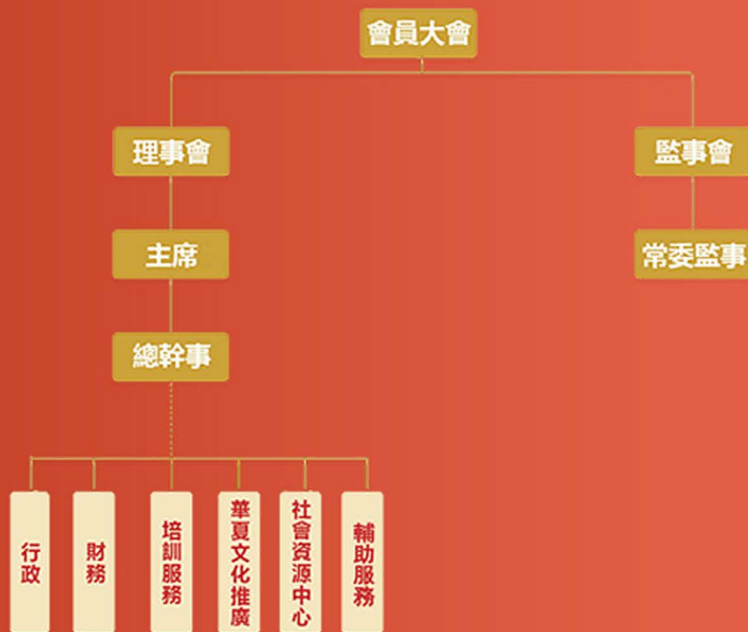 會員大會
理事會
監事會
主席
常委監事
總幹事
行政
財務
培訓服務
華夏文化推廣
社會資源中心
輔助服務